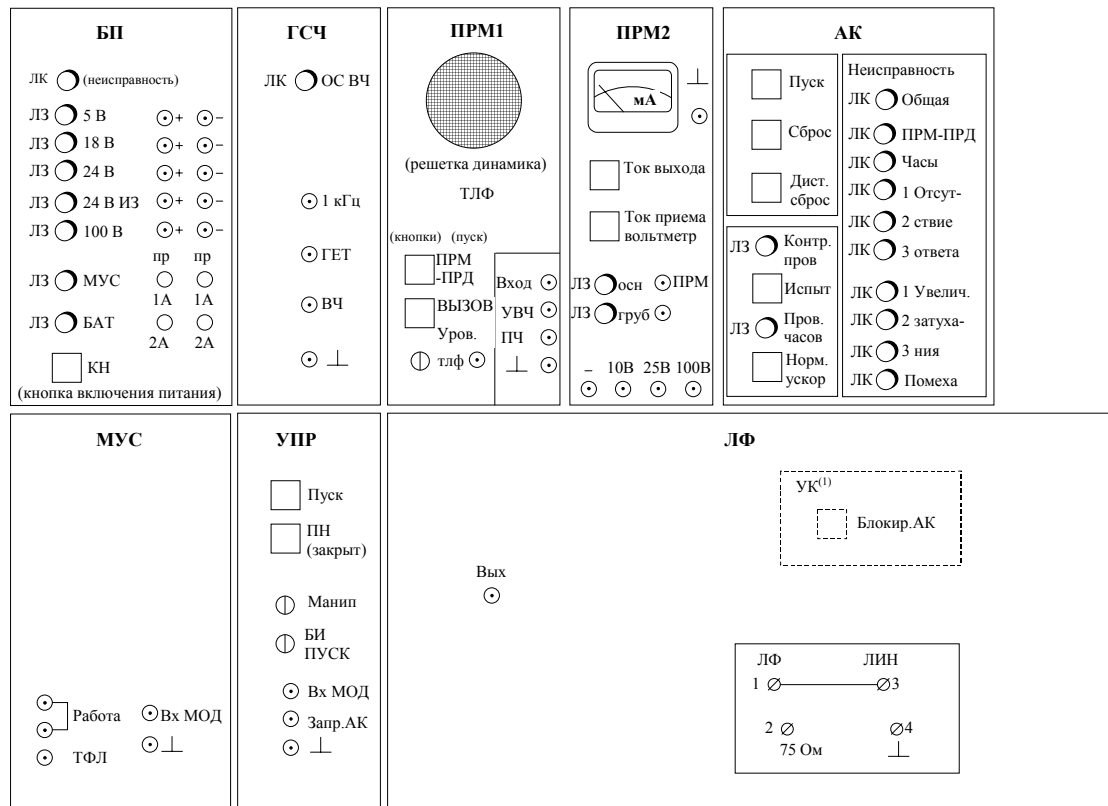 БП
ЛК (неисправность)
ЛЗ 5 В + −
ЛЗ 18 В + −
ЛЗ 24 В + −
ЛЗ 24 В ИЗ + −
ЛЗ 100 В + −
пр пр
ЛЗ МУС
1А 1А
ЛЗ БАТ
2А 2А
КН
(кнопка включения питания)
ГСЧ
ЛК ОС ВЧ
1 кГц
ГЕТ
ВЧ
ПРМ1
(решетка динамика)
ТЛФ
(кнопки) (пуск)
ПРМ
-ПРД
ВЫЗОВ
Уров.
тлф
Вход
УВЧ
ПЧ
ПРМ2
мА
Ток выхода
Ток приема
вольтметр
ЛЗ осн ПРМ
ЛЗ груб
− 10В 25В 100В
АК
Пуск
Сброс
Дист.
сброс
ЛЗ Контр.
пров
Испыт
ЛЗ Пров.
часов
Норм.
ускор
Неисправность
ЛК Общая
ЛК ПРМ-ПРД
ЛК Часы
ЛК 1 Отсут-
ЛК 2 ствие
ЛК 3 ответа
ЛК 1 Увелич.
ЛК 2 затуха-
ЛК 3 ния
ЛК Помеха
МУС
Работа
ТФЛ
Вх МОД
УПР
Пуск
ПН
(закрыт)
Манип
БИ
ПУСК
Вх МОД
Запр.АК
ЛФ
УК(1)
Блокир.АК
Вых
ЛФ ЛИН
1 3
2 4
75 Ом